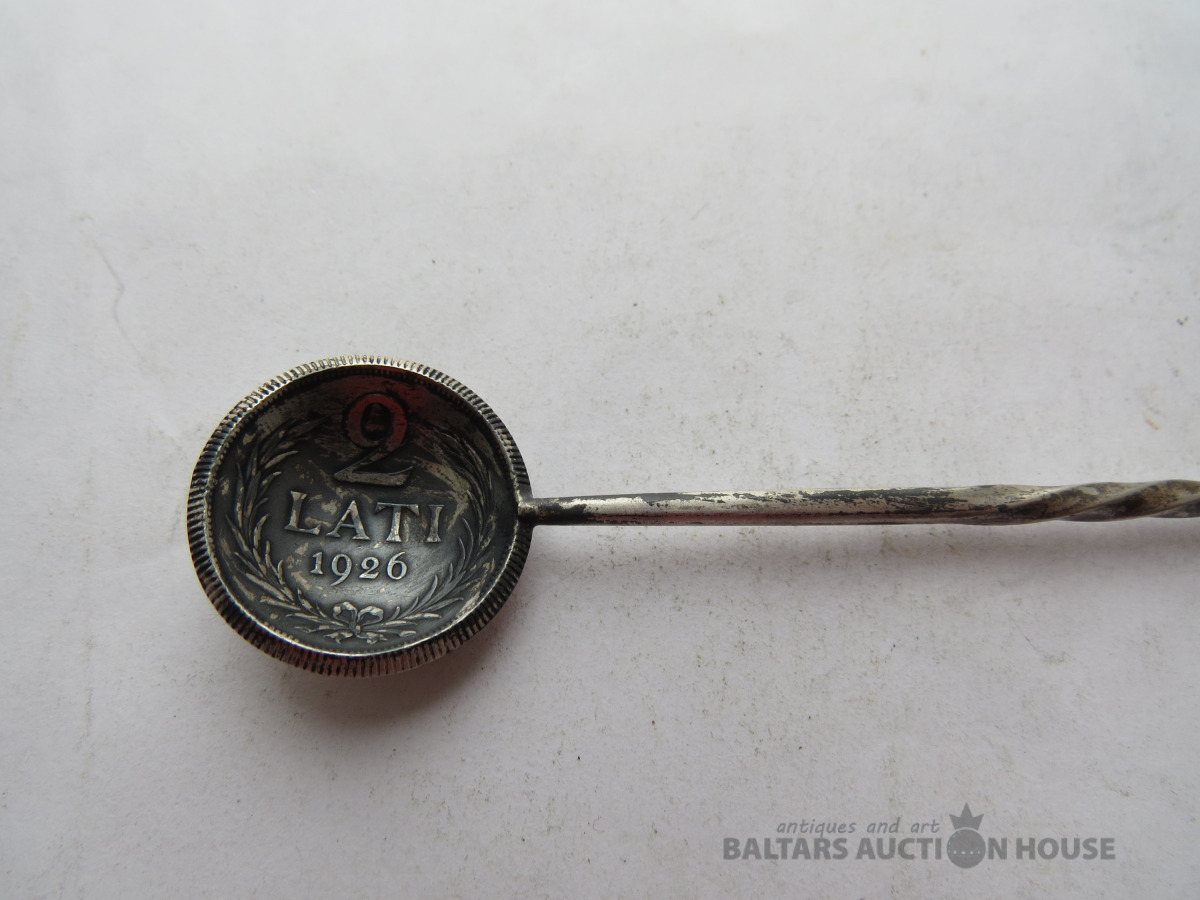 2
LATI
1926
antiques and art
BALTARS AUCTION HOUSE